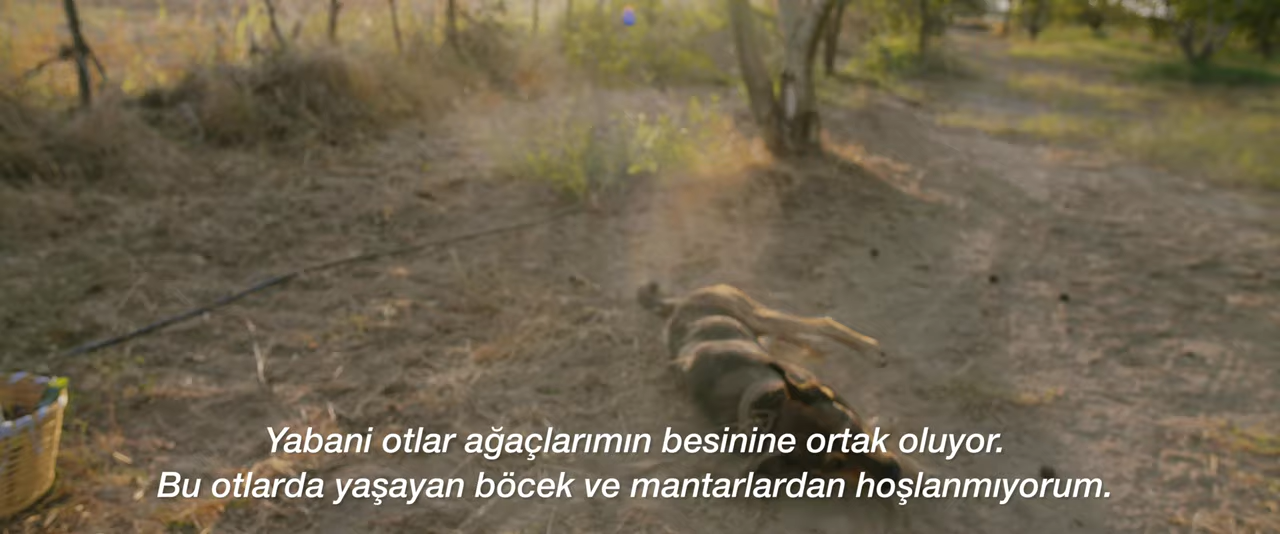 Yabani otlar ağaçlarımın besinine ortak oluyor.
Bu otlarda yaşayan böcek ve mantarlardan hoşlanmıyorum.